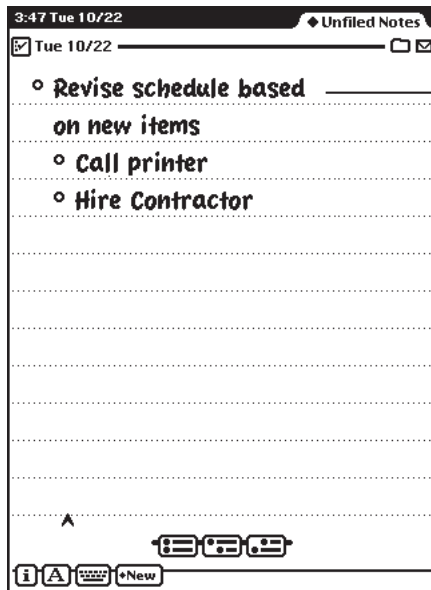 3:47 Tue 10/22
◆ Unfiled Notes
Tue 10/22
Revise schedule based
on new items
Call printer
Hire Contractor
i A New